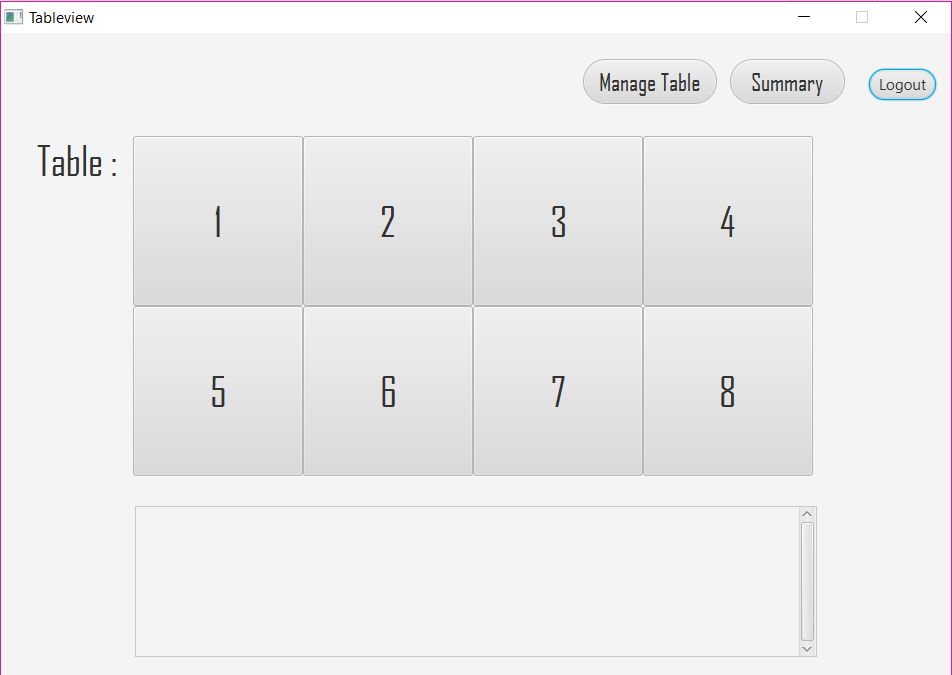 Tableview
Manage Table Summary Logout
Table :
1 2 3 4
5 6 7 8